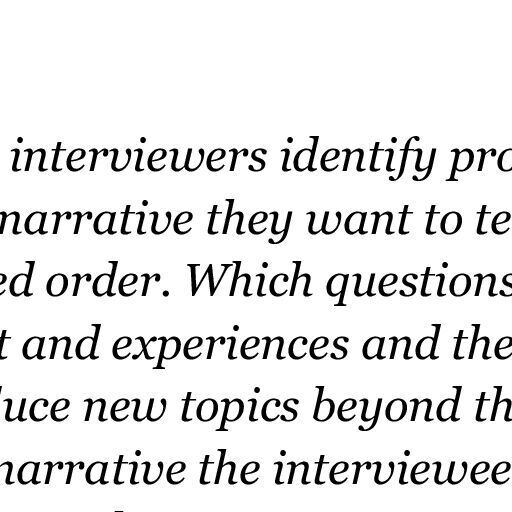 interviewers identify pro
narrative they want to te
ed order. Which questions
t and experiences and the
uce new topics beyond th
narrative the interviewee